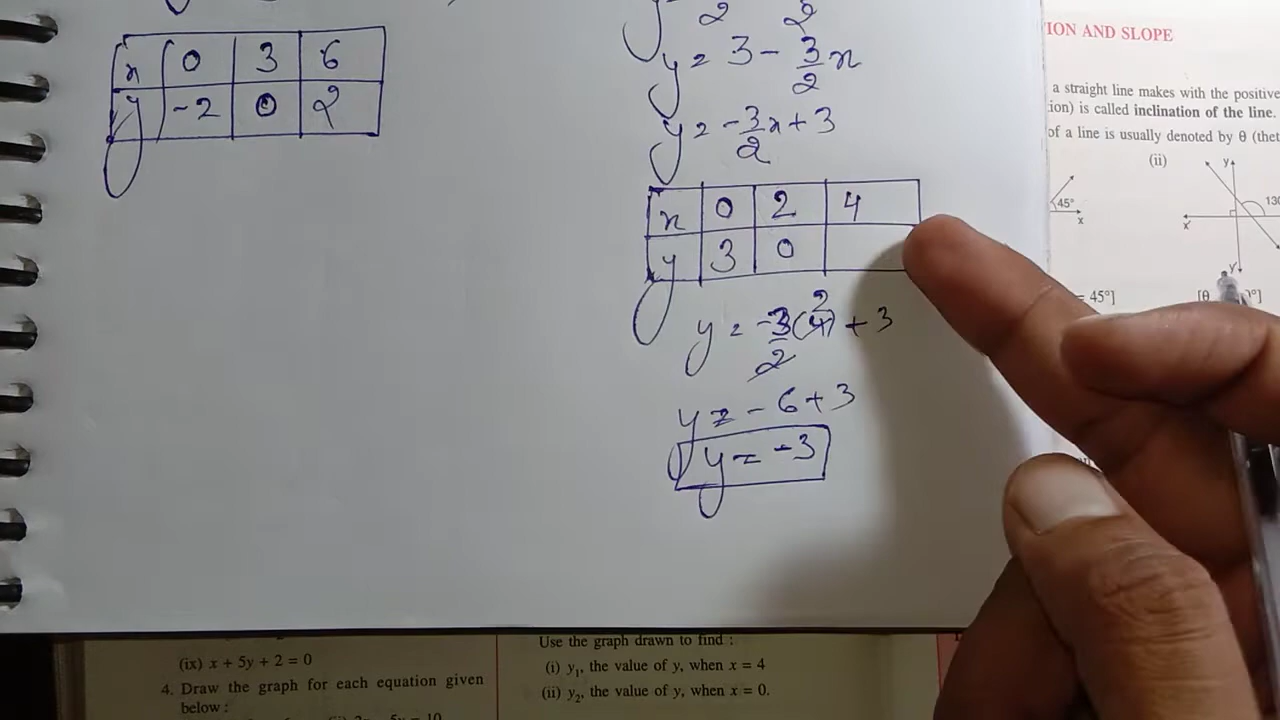 x 0 3 6
y -2 0 2
y = 3 - 3/2 x
y = -3/2 x + 3
x 0 2 4
y 3 0
y = -3/2 (4) + 3
2
y = - 6 + 3
y = -3
ION AND SLOPE
a straight line makes with the positive
ion) is called inclination of the line.
of a line is usually denoted by θ (thet
(ii)
y
45°
x
x'
130
y'
= 45°]
[θ
°]
(ix) x + 5y + 2 = 0
4. Draw the graph for each equation given
below :
Use the graph drawn to find :
(i) y₁, the value of y, when x = 4
(ii) y₂, the value of y, when x = 0.